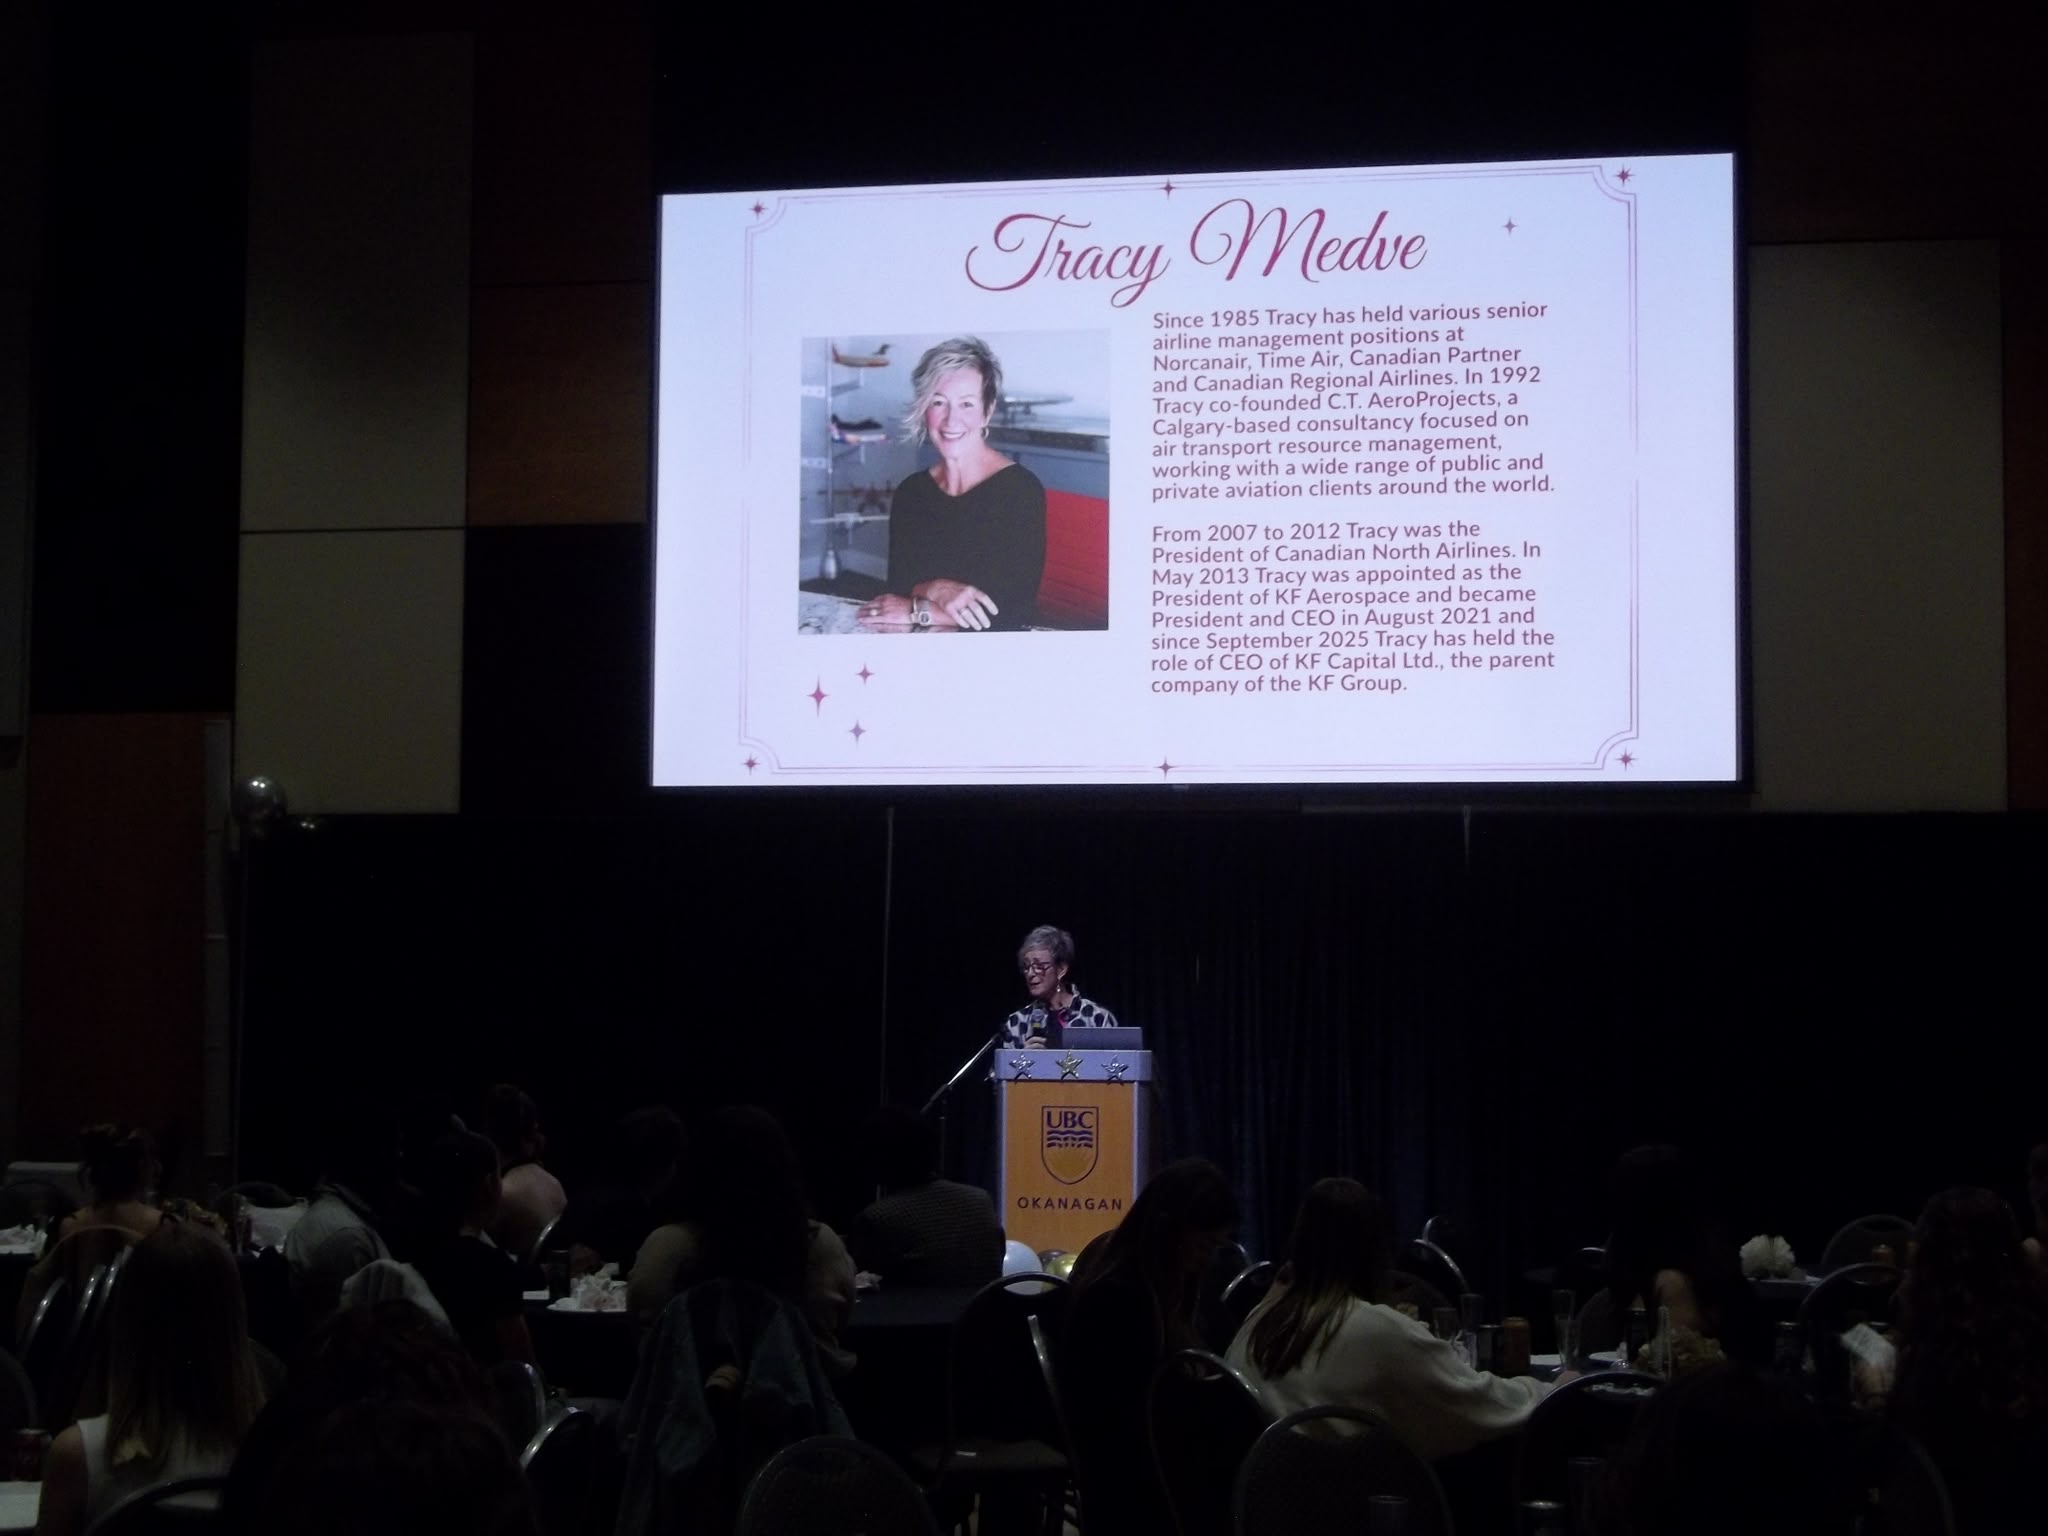 Tracy Medve
Since 1985 Tracy has held various senior
airline management positions at
Norcanair, Time Air, Canadian Partner
and Canadian Regional Airlines. In 1992
Tracy co-founded C.T. AeroProjects, a
Calgary-based consultancy focused on
air transport resource management,
working with a wide range of public and
private aviation clients around the world.
From 2007 to 2012 Tracy was the
President of Canadian North Airlines. In
May 2013 Tracy was appointed as the
President of KF Aerospace and became
President and CEO in August 2021 and
since September 2025 Tracy has held the
role of CEO of KF Capital Ltd., the parent
company of the KF Group.
UBC
OKANAGAN